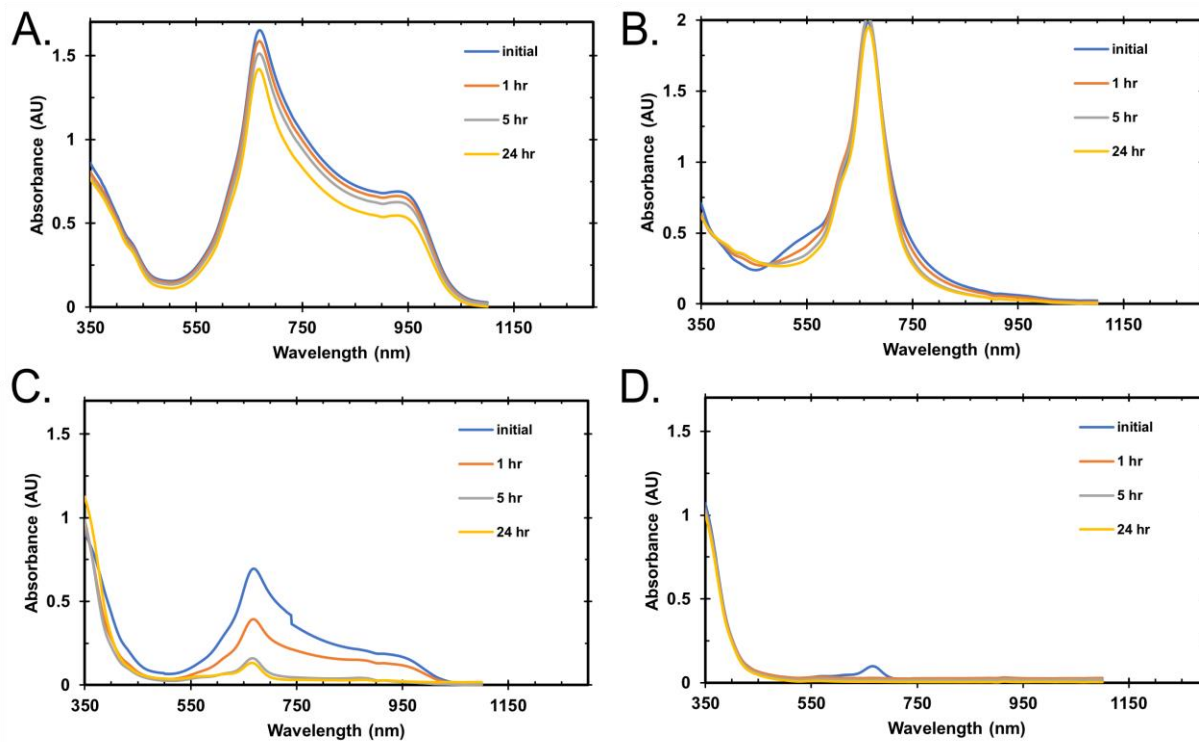 A.
1.5
1
0.5
0
350
550
750
950
1150
Absorbance (AU)
Wavelength (nm)
initial
1 hr
5 hr
24 hr
B.
2
1.5
1
0.5
0
350
550
750
950
1150
Absorbance (AU)
Wavelength (nm)
initial
1 hr
5 hr
24 hr
C.
1.5
1
0.5
0
350
550
750
950
1150
Absorbance (AU)
Wavelength (nm)
initial
1 hr
5 hr
24 hr
D.
1.5
1
0.5
0
350
550
750
950
1150
Absorbance (AU)
Wavelength (nm)
initial
1 hr
5 hr
24 hr